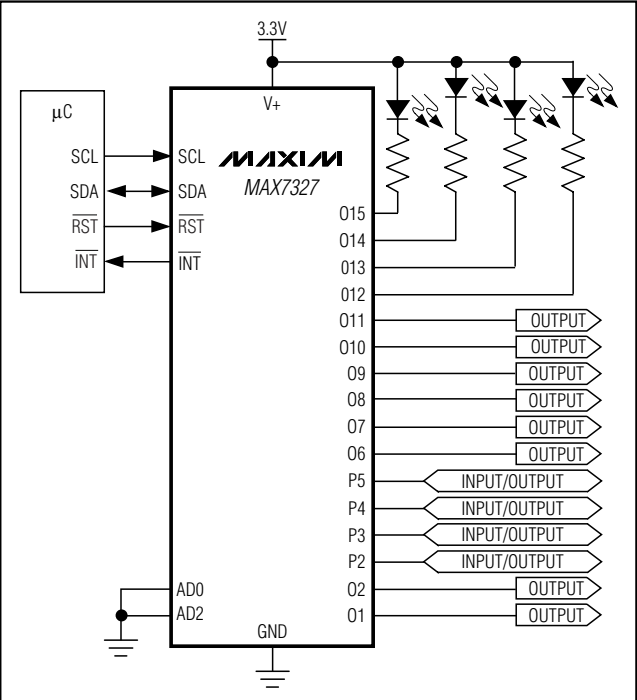 3.3V
µC
V+
SCL
SCL
MAXIM
SDA
SDA
MAX7327
RST
RST
INT
INT
O15
O14
O13
O12
O11 OUTPUT
O10 OUTPUT
O9 OUTPUT
O8 OUTPUT
O7 OUTPUT
O6 OUTPUT
P5 INPUT/OUTPUT
P4 INPUT/OUTPUT
P3 INPUT/OUTPUT
P2 INPUT/OUTPUT
AD0
O2 OUTPUT
AD2
O1 OUTPUT
GND